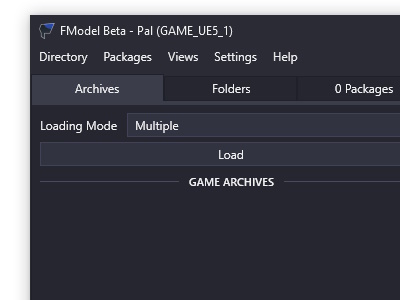 FModel Beta - Pal (GAME_UE5_1)
Directory Packages Views Settings Help
Archives Folders 0 Packages
Loading Mode Multiple
Load
GAME ARCHIVES